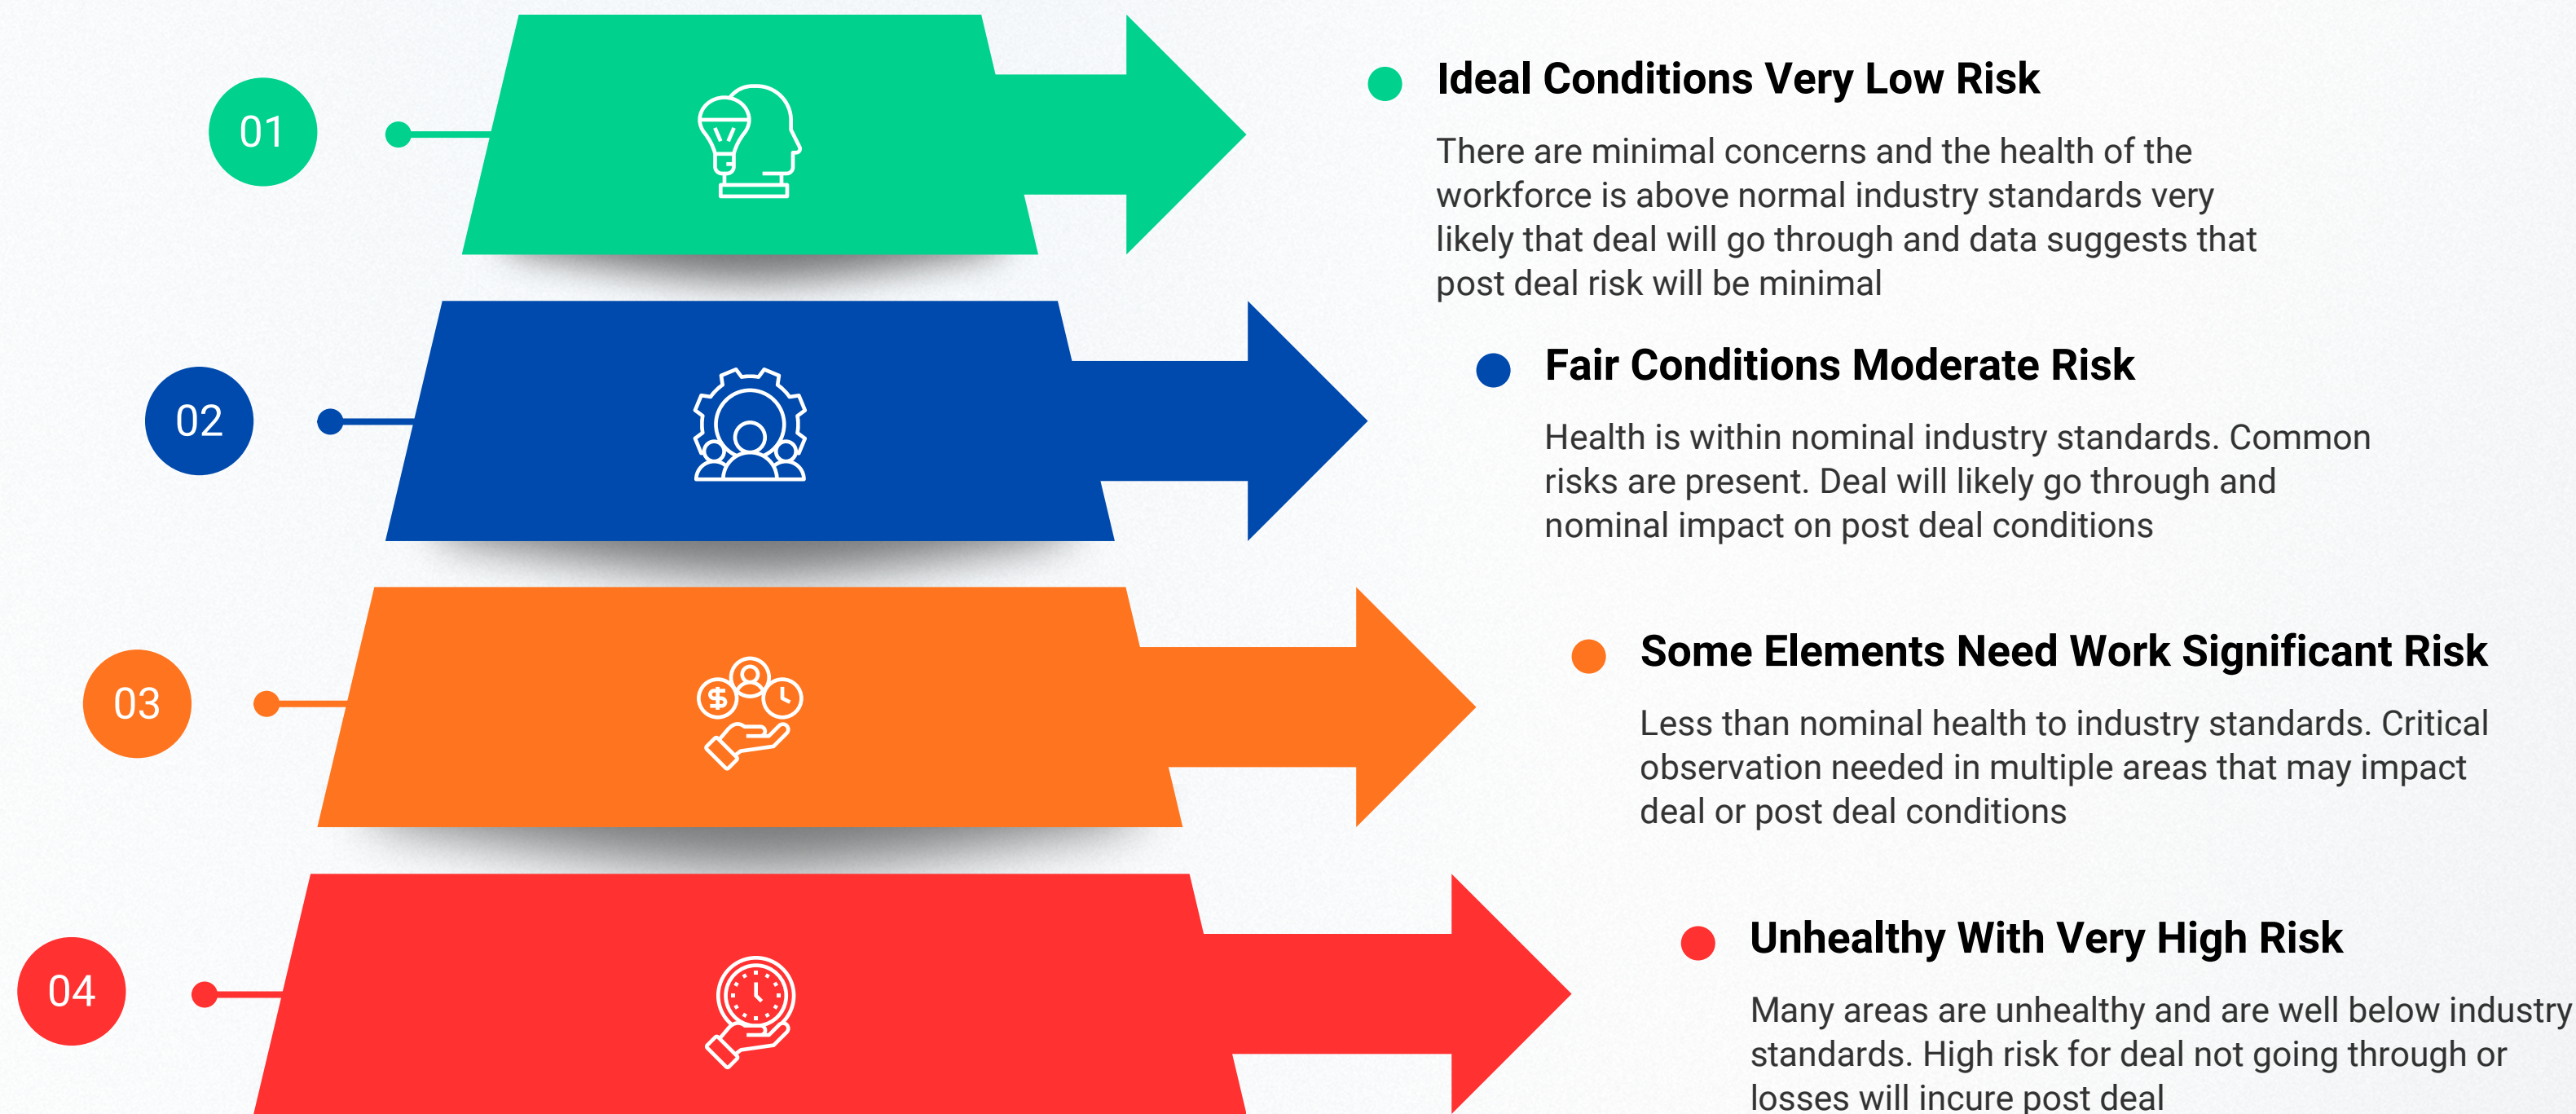 01
Ideal Conditions Very Low Risk
There are minimal concerns and the health of the
workforce is above normal industry standards very
likely that deal will go through and data suggests that
post deal risk will be minimal
02
Fair Conditions Moderate Risk
Health is within nominal industry standards. Common
risks are present. Deal will likely go through and
nominal impact on post deal conditions
03
$
Some Elements Need Work Significant Risk
Less than nominal health to industry standards. Critical
observation needed in multiple areas that may impact
deal or post deal conditions
04
Unhealthy With Very High Risk
Many areas are unhealthy and are well below industry
standards. High risk for deal not going through or
losses will incure post deal